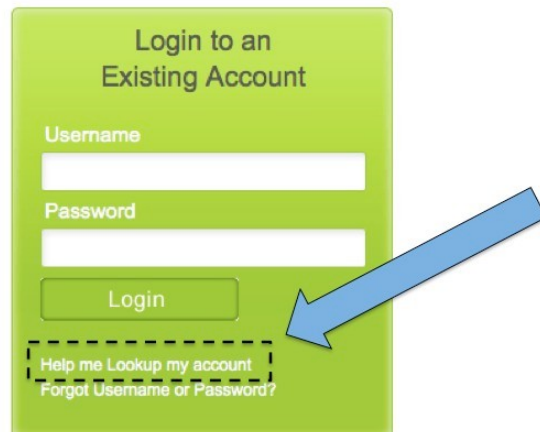 Login to an
Existing Account
Username
Password
Login
Help me Lookup my account
Forgot Username or Password?